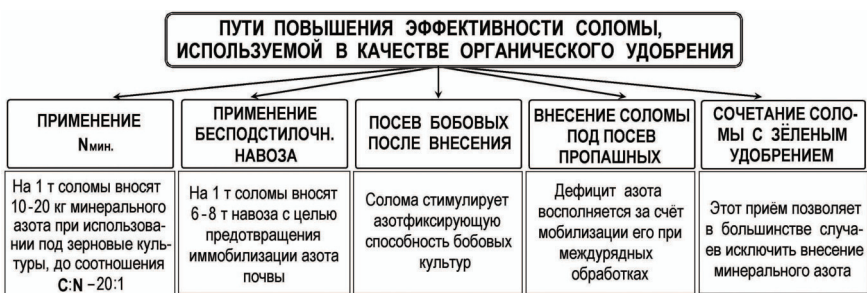 ПУТИ ПОВЫШЕНИЯ ЭФФЕКТИВНОСТИ СОЛОМЫ,
ИСПОЛЬЗУЕМОЙ В КАЧЕСТВЕ ОРГАНИЧЕСКОГО УДОБРЕНИЯ
ПРИМЕНЕНИЕ
Nмин.
На 1 т соломы вносят
10-20 кг минерального
азота при использова-
нии под зерновые куль-
туры, до соотношения
C:N –20:1
ПРИМЕНЕНИЕ
БЕСПОДСТИЛОЧН.
НАВОЗА
На 1 т соломы вносят
6-8 т навоза с целью
предотвращения
иммобилизации азота
почвы
ПОСЕВ БОБОВЫХ
ПОСЛЕ ВНЕСЕНИЯ
Солома стимулирует
азотфиксирующую
способность бобовых
культур
ВНЕСЕНИЕ СОЛОМЫ
ПОД ПОСЕВ
ПРОПАШНЫХ
Дефицит азота
восполняется за счёт
мобилизации его при
междурядных
обработках
СОЧЕТАНИЕ СОЛО-
МЫ С ЗЁЛЕНЫМ
УДОБРЕНИЕМ
Этот приём позволяет
в большинстве случа-
ев исключить внесение
минерального азота